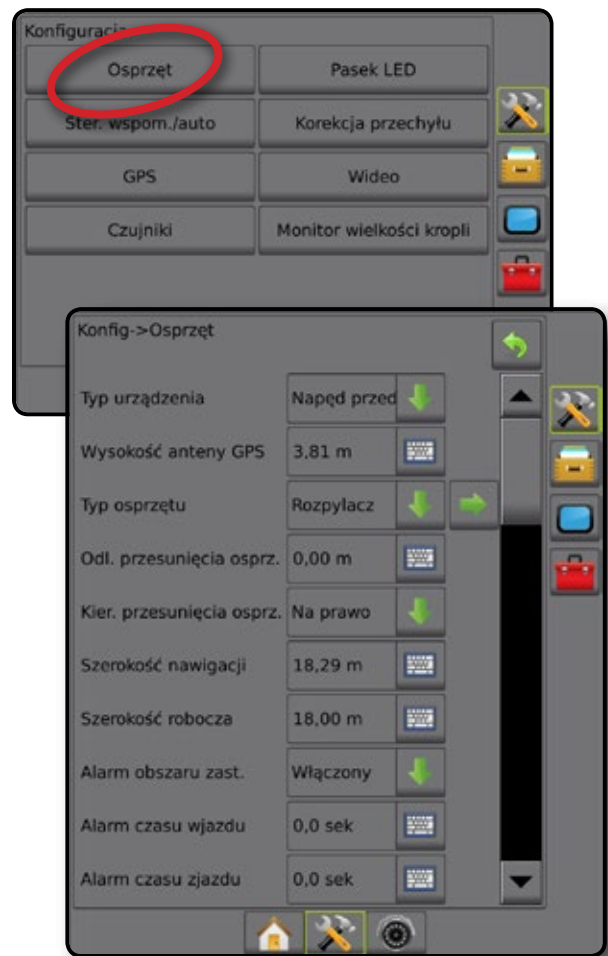 Konfiguracja
Osprzęt
Pasek LED
Ster. wspom./auto
Korekcja przechyłu
GPS
Wideo
Czujniki
Monitor wielkości kropli
Konfig->Osprzęt
Typ urządzenia Napęd przed
Wysokość anteny GPS 3,81 m
Typ osprzętu Rozpylacz
Odl. przesunięcia osprz. 0,00 m
Kier. przesunięcia osprz. Na prawo
Szerokość nawigacji 18,29 m
Szerokość robocza 18,00 m
Alarm obszaru zast. Włączony
Alarm czasu wjazdu 0,0 sek
Alarm czasu zjazdu 0,0 sek